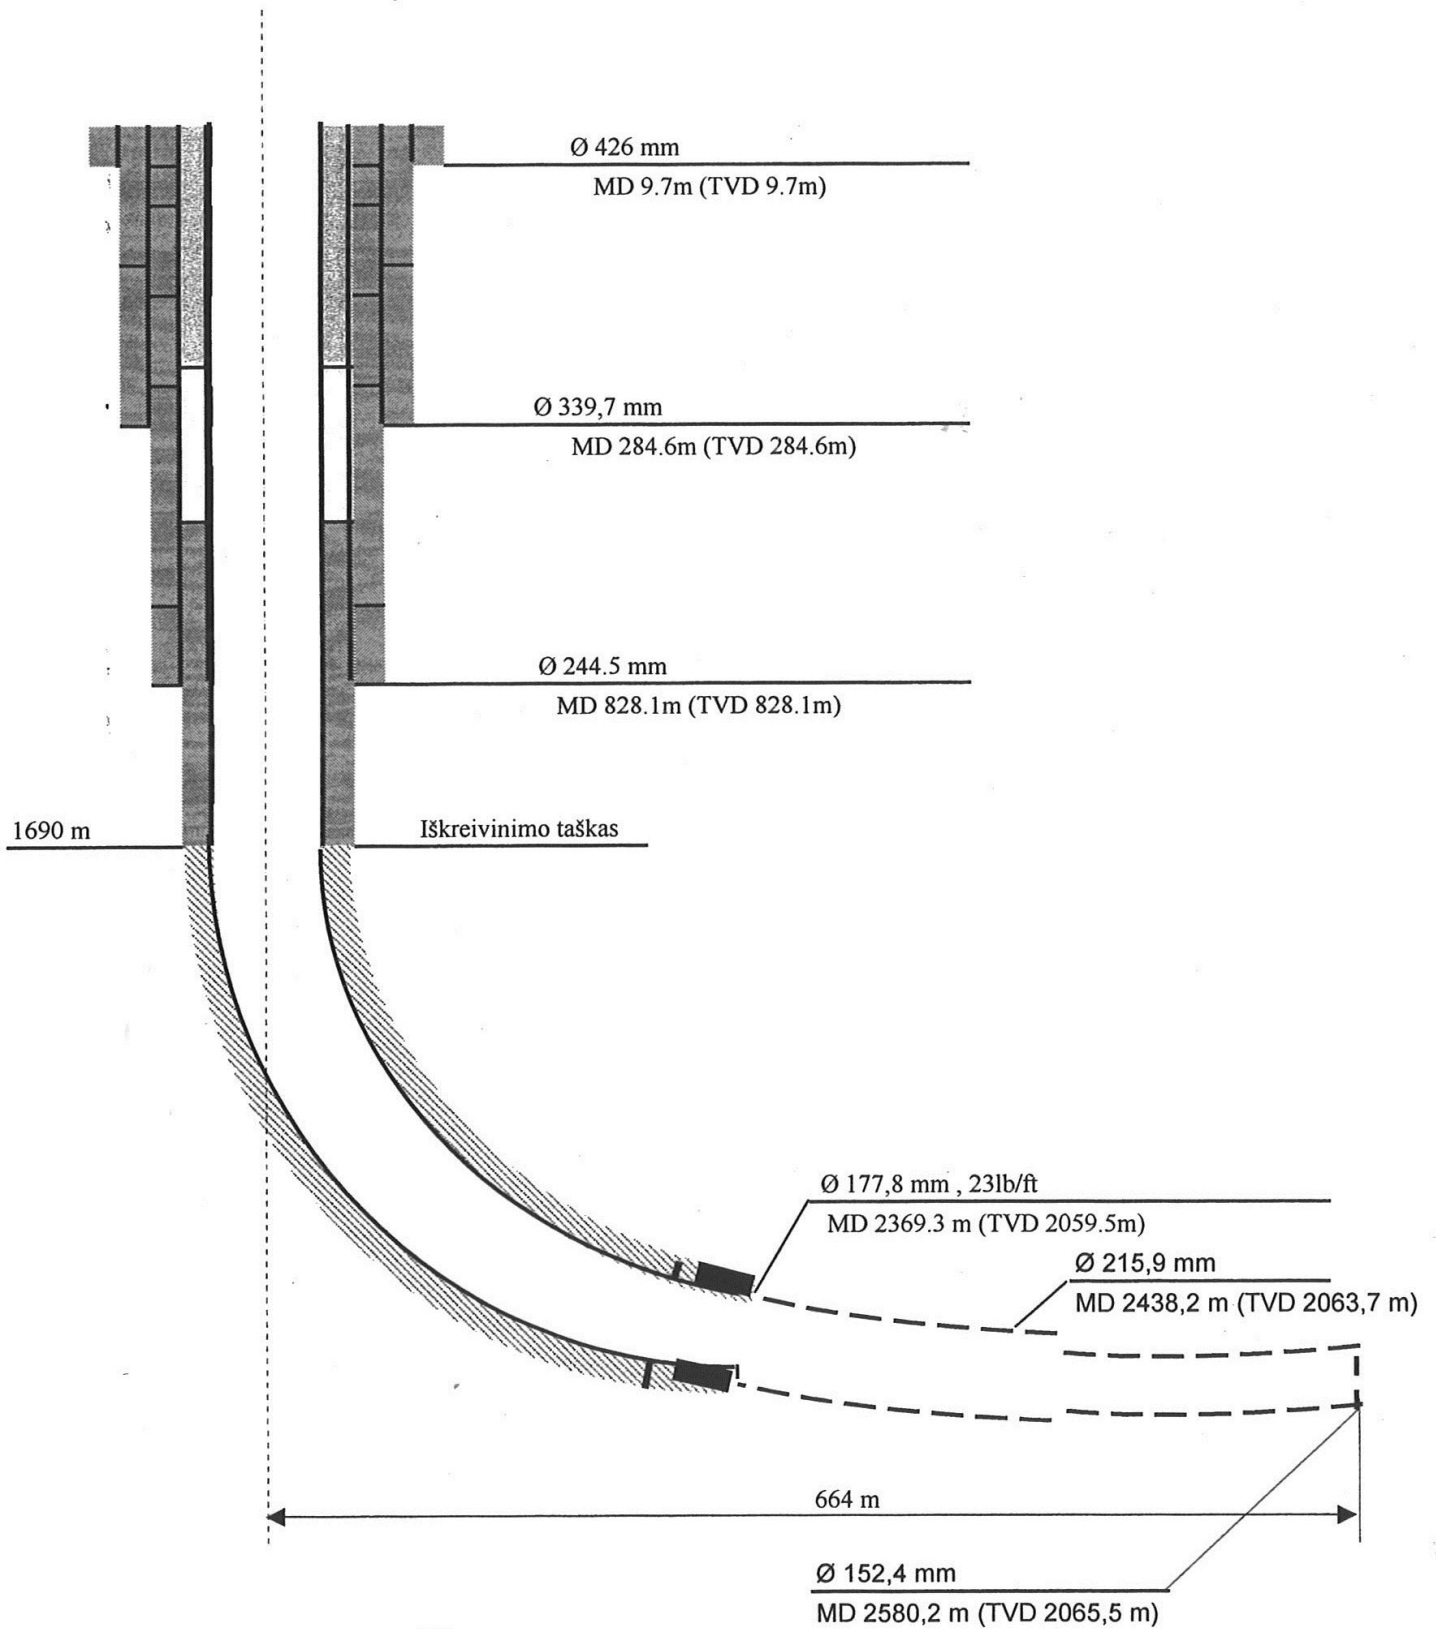 Ø 426 mm
MD 9.7m (TVD 9.7m)
Ø 339,7 mm
MD 284.6m (TVD 284.6m)
Ø 244.5 mm
MD 828.1m (TVD 828.1m)
1690 m
Iškreivinimo taškas
Ø 177,8 mm , 23lb/ft
MD 2369.3 m (TVD 2059.5m)
Ø 215,9 mm
MD 2438,2 m (TVD 2063,7 m)
664 m
Ø 152,4 mm
MD 2580,2 m (TVD 2065,5 m)